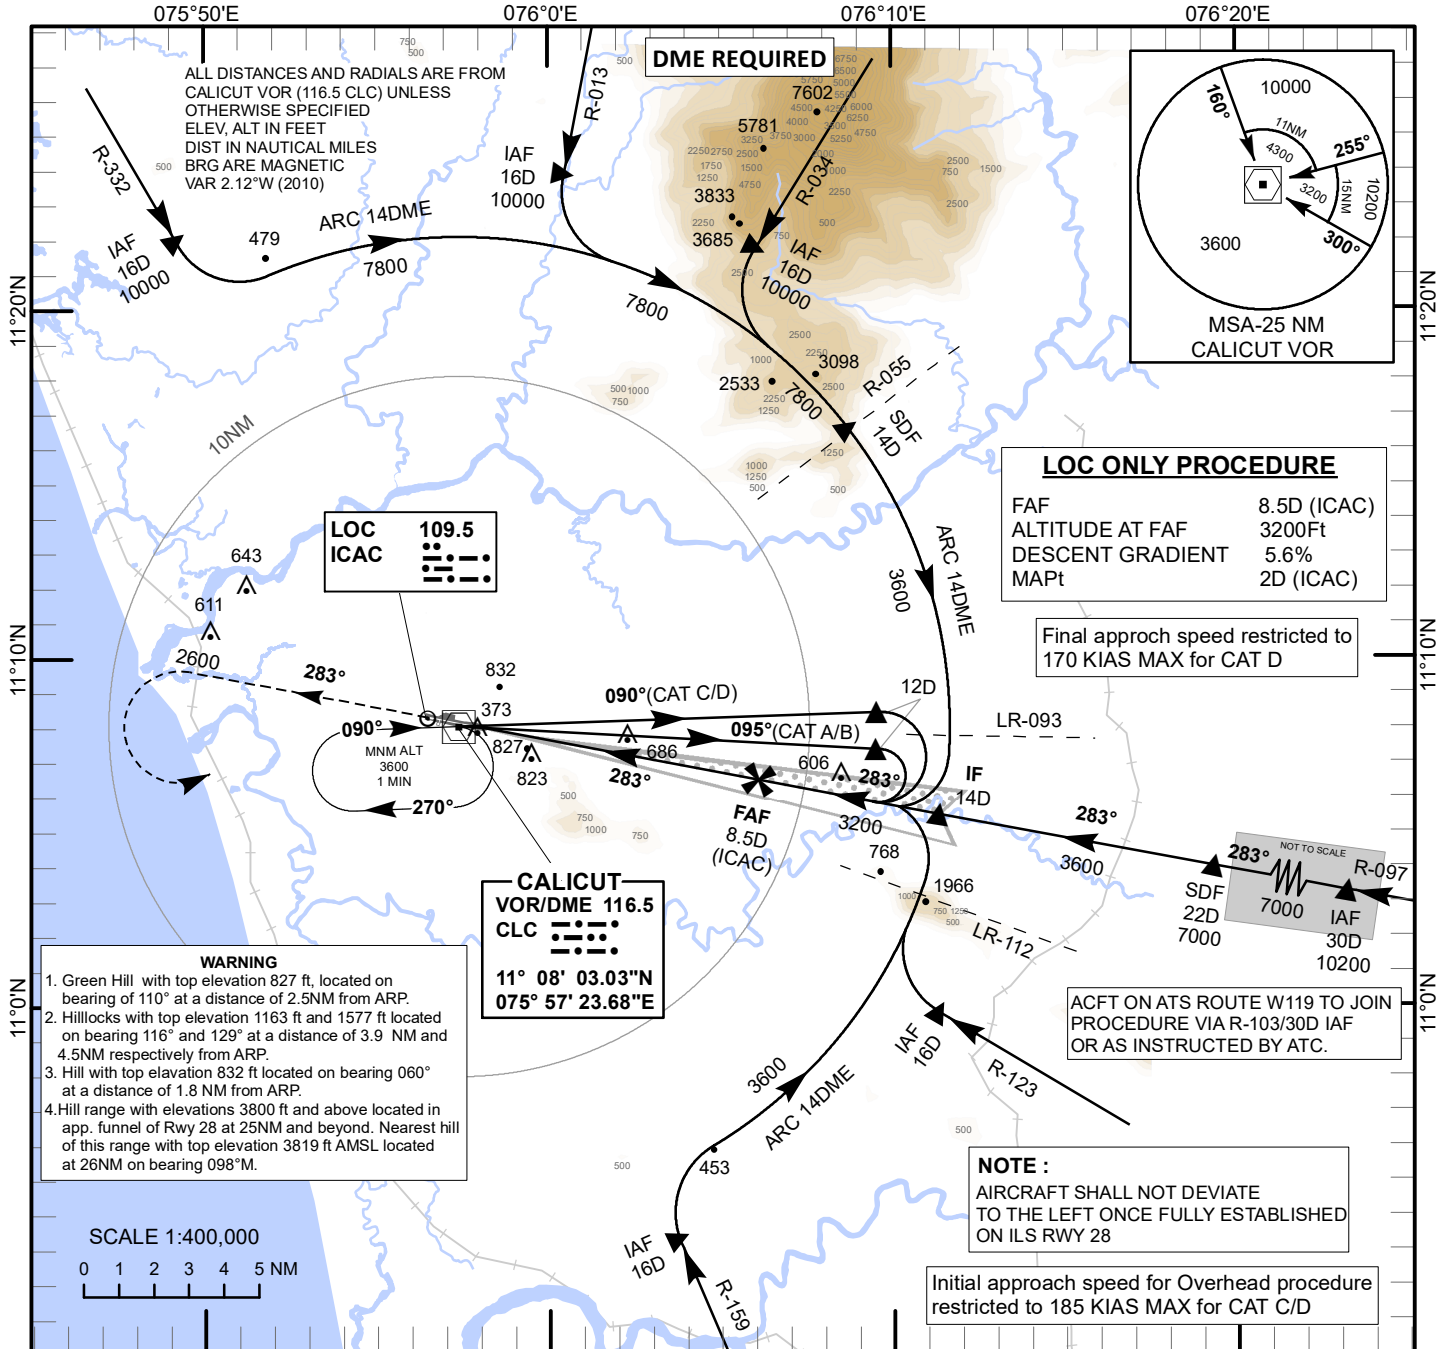 075°50'E
076°0'E
076°10'E
076°20'E
11°20'N
11°20'N
11°10'N
11°10'N
11°0'N
11°0'N
ALL DISTANCES AND RADIALS ARE FROM
CALICUT VOR (116.5 CLC) UNLESS
OTHERWISE SPECIFIED
ELEV, ALT IN FEET
DIST IN NAUTICAL MILES
BRG ARE MAGNETIC
VAR 2.12°W (2010)
DME REQUIRED
160°
10000
11NM
4300
255°
3200
15NM
10200
300°
3600
MSA-25 NM
CALICUT VOR
R-332
IAF
16D
10000
479
ARC 14DME
7800
R-013
IAF
16D
10000
7800
7602
5781
3833
3685
R-034
IAF
16D
10000
2533
3098
7800
R-055
SDF
14D
10NM
LOC 109.5
ICAC
643
611
2600
283°
ARC 14DME
3600
LOC ONLY PROCEDURE
FAF 8.5D (ICAC)
ALTITUDE AT FAF 3200Ft
DESCENT GRADIENT 5.6%
MAPt 2D (ICAC)
Final approch speed restricted to
170 KIAS MAX for CAT D
832
373
827
823
090°
MNM ALT
3600
1 MIN
270°
090°(CAT C/D)
095°(CAT A/B)
686
606
283°
283°
12D
LR-093
IF
14D
FAF
8.5D
(ICAC)
3200
283°
3600
768
1966
LR-112
NOT TO SCALE
283°
R-097
7000
SDF
22D
7000
IAF
30D
10200
CALICUT
VOR/DME 116.5
CLC
11° 08' 03.03"N
075° 57' 23.68"E
WARNING
1. Green Hill with top elevation 827 ft, located on
bearing of 110° at a distance of 2.5NM from ARP.
2. Hilllocks with top elevation 1163 ft and 1577 ft located
on bearing 116° and 129° at a distance of 3.9 NM and
4.5NM respectively from ARP.
3. Hill with top elavation 832 ft located on bearing 060°
at a distance of 1.8 NM from ARP.
4.Hill range with elevations 3800 ft and above located in
app. funnel of Rwy 28 at 25NM and beyond. Nearest hill
of this range with top elevation 3819 ft AMSL located
at 26NM on bearing 098°M.
ACFT ON ATS ROUTE W119 TO JOIN
PROCEDURE VIA R-103/30D IAF
OR AS INSTRUCTED BY ATC.
IAF
16D
R-123
3600
ARC 14DME
453
IAF
16D
R-159
NOTE :
AIRCRAFT SHALL NOT DEVIATE
TO THE LEFT ONCE FULLY ESTABLISHED
ON ILS RWY 28
Initial approach speed for Overhead procedure
restricted to 185 KIAS MAX for CAT C/D
SCALE 1:400,000
0 1 2 3 4 5 NM